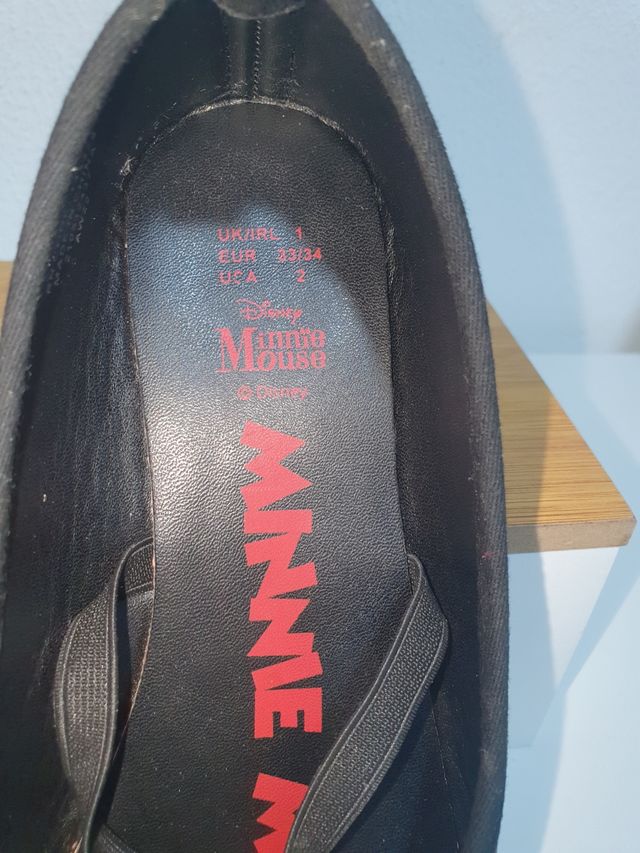 UK/IRL 1
EUR 33/34
USA 2
Disney
Minnie
Mouse
© Disney
MINNIE M